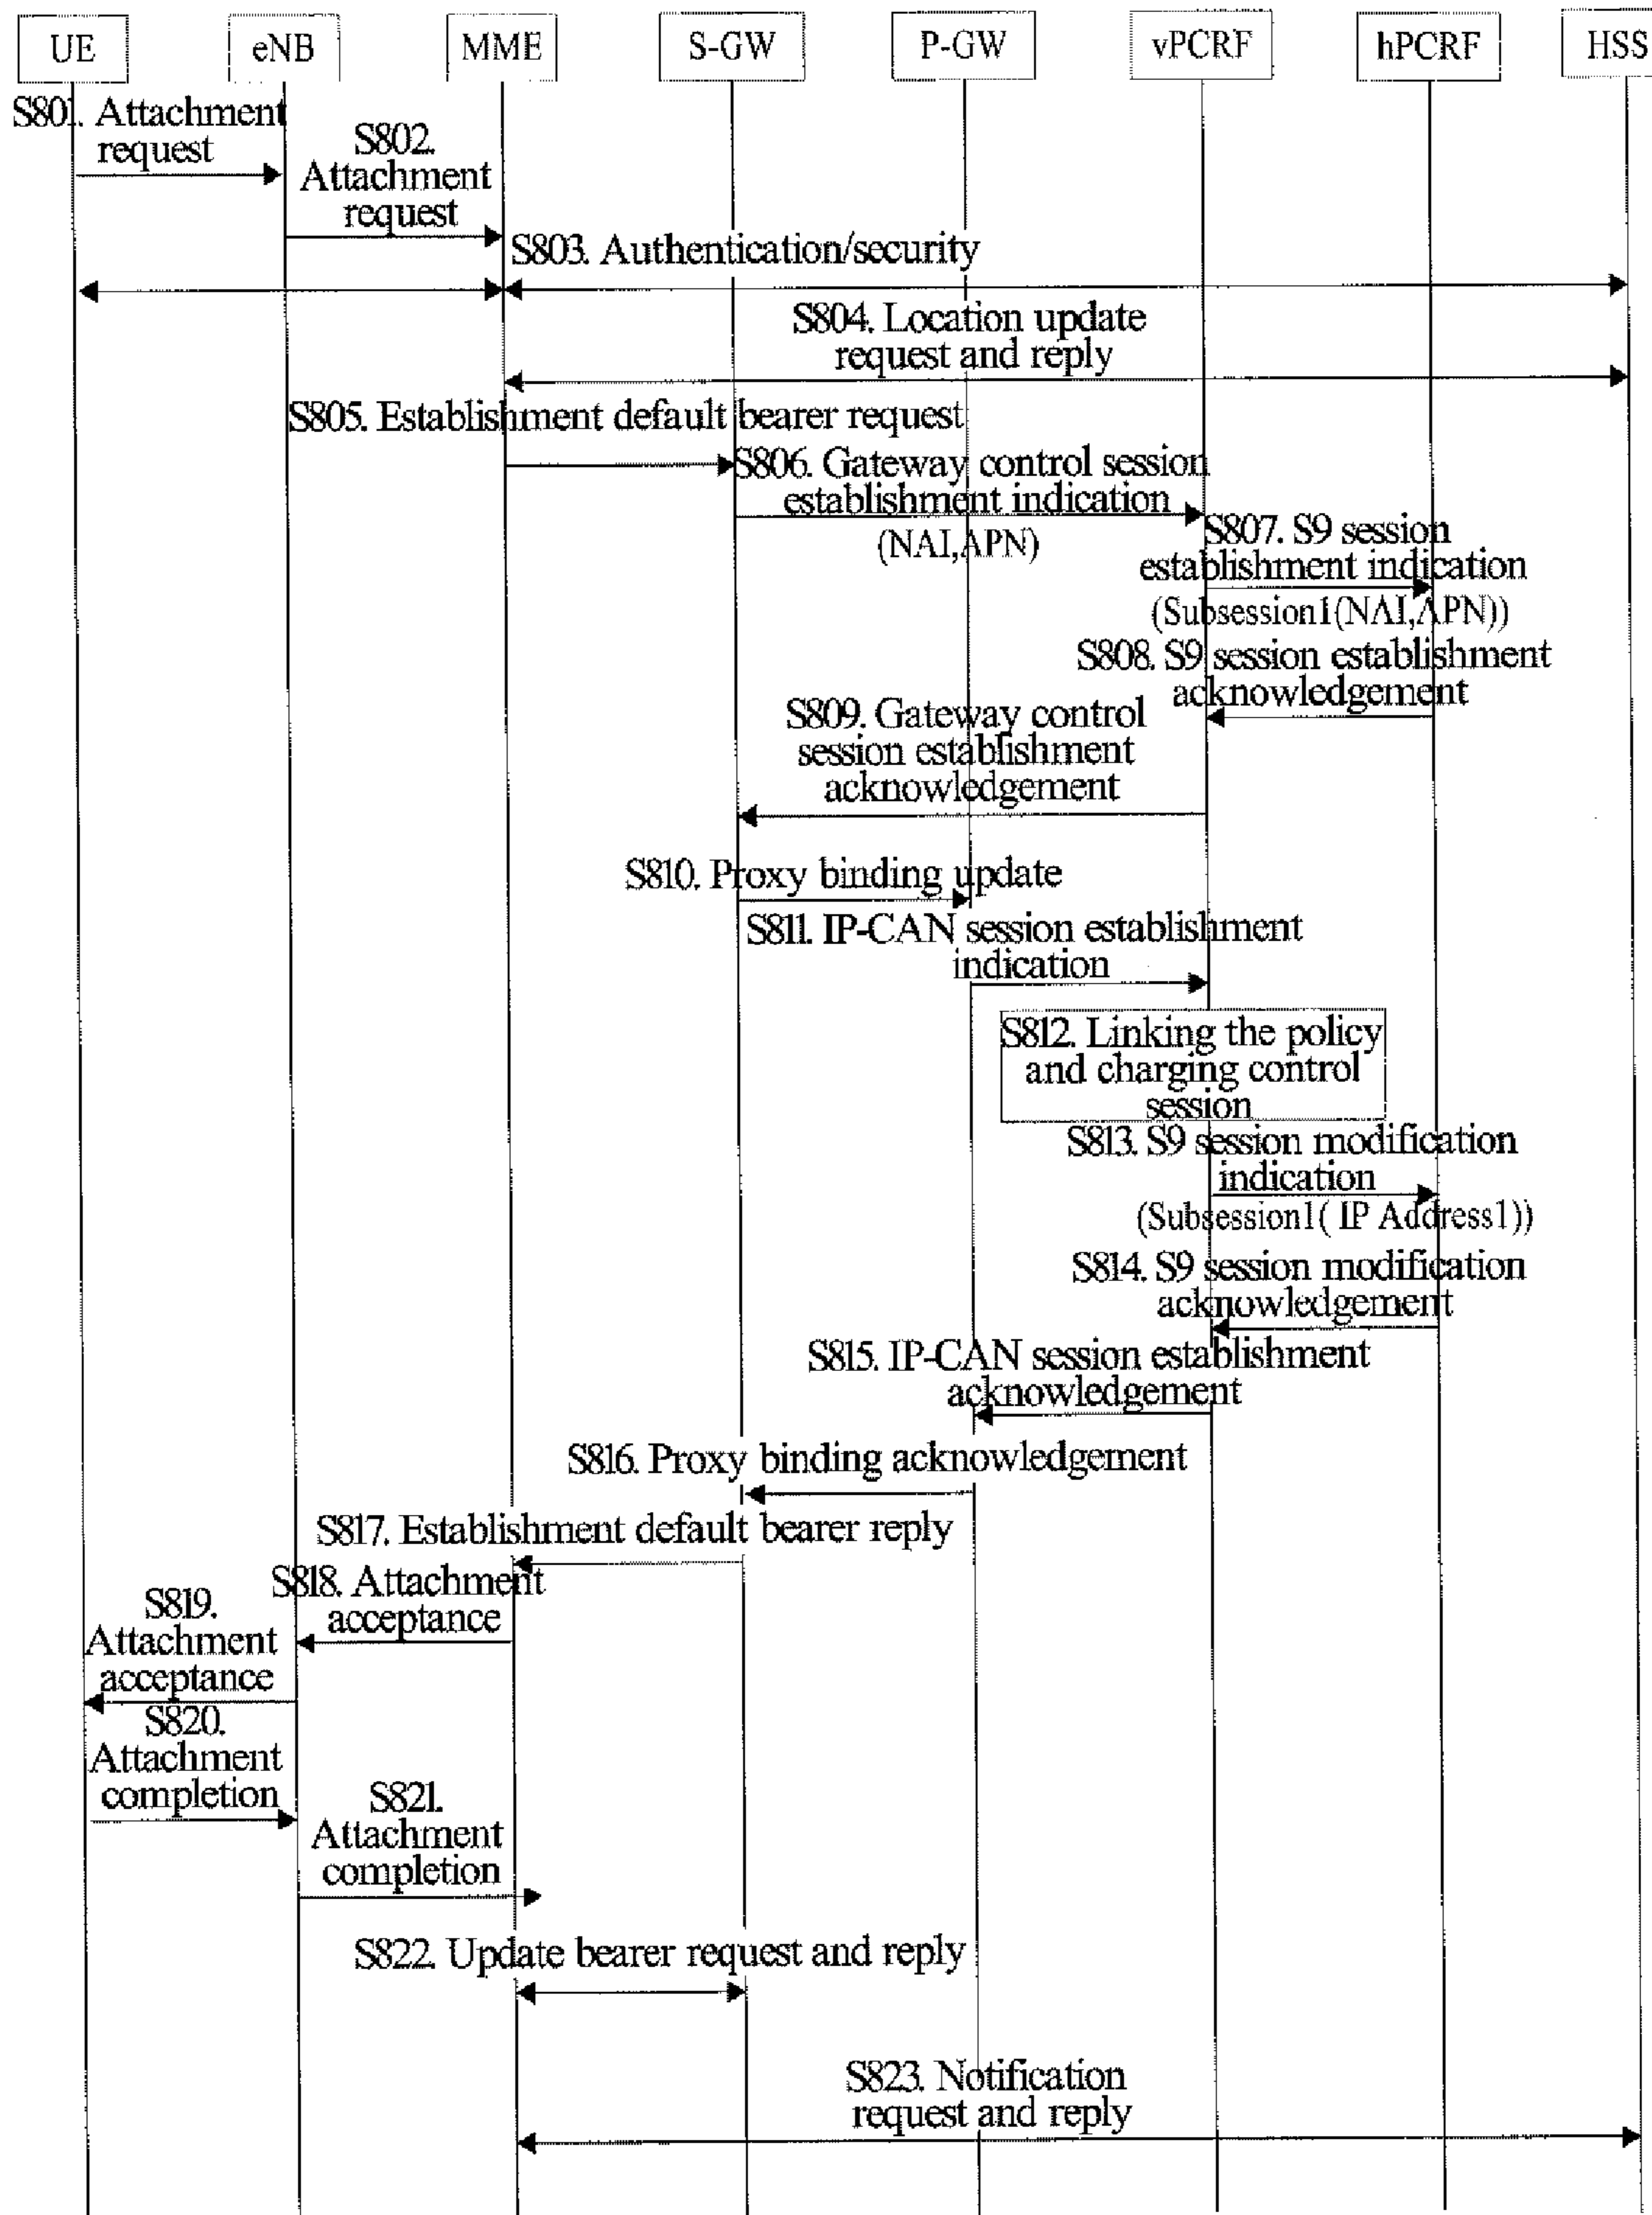 UE eNB MME S-GW P-GW vPCRF hPCRF HSS
S801. Attachment
request
S802.
Attachment
request
S803. Authentication/security
S804. Location update
request and reply
S805. Establishment default bearer request
S806. Gateway control session
establishment indication
(NAI,APN)
S807. S9 session
establishment indication
(Subsession1(NAI,APN))
S808. S9 session establishment
acknowledgement
S809. Gateway control
session establishment
acknowledgement
S810. Proxy binding update
S811. IP-CAN session establishment
indication
S812. Linking the policy
and charging control
session
S813. S9 session modification
indication
(Subsession1( IP Address1))
S814. S9 session modification
acknowledgement
S815. IP-CAN session establishment
acknowledgement
S816. Proxy binding acknowledgement
S817. Establishment default bearer reply
S818. Attachment
acceptance
S819.
Attachment
acceptance
S820.
Attachment
completion
S821.
Attachment
completion
S822. Update bearer request and reply
S823. Notification
request and reply